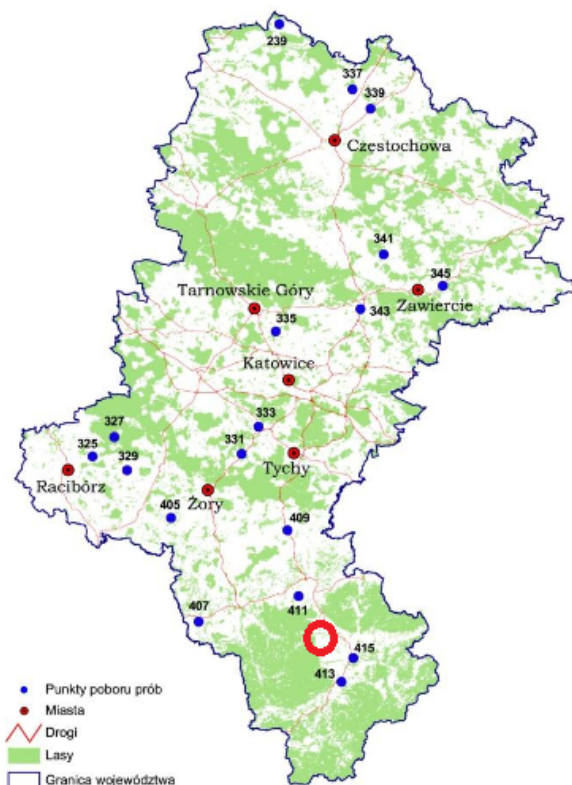 239
337
339
Częstochowa
341
345
Tarnowskie Góry
Zawiercie
343
335
Katowice
333
327
325
331
329
Tychy
Racibórz
Żory
405
409
411
407
415
413
Punkty poboru prób
Miasta
Drogi
Lasy
Granica województwa